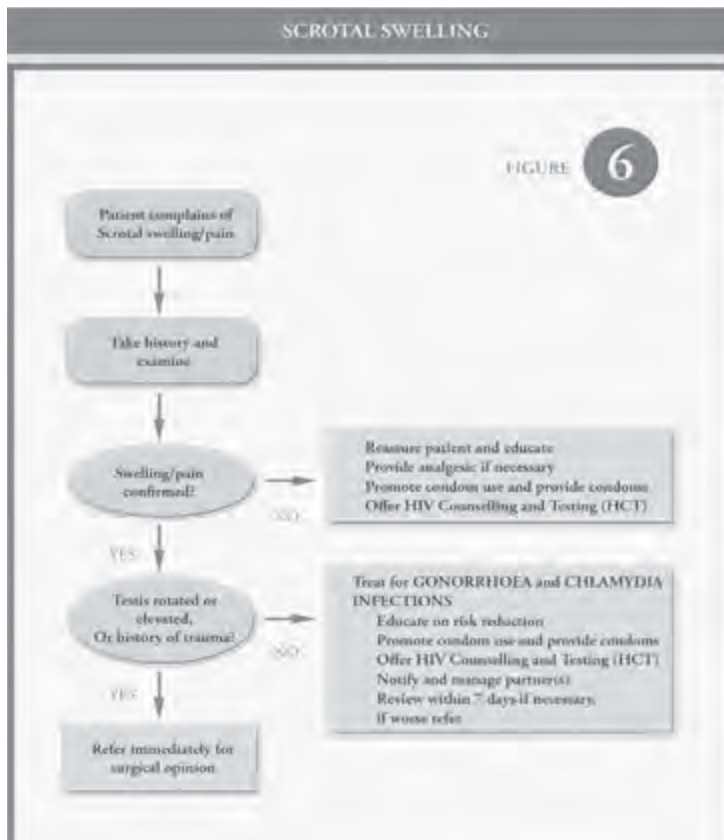 SCROTAL SWELLING
FIGURE 6
Patient complains of
Scrotal swelling/pain
Take history and
examine
Swelling/pain
confirmed?
NO
Reassure patient and educate
Provide analgesic if necessary
Promote condom use and provide condoms
Offer HIV Counselling and Testing (HCT)
YES
Testis rotated or
elevated,
Or history of trauma?
NO
Treat for GONORRHOEA and CHLAMYDIA
INFECTIONS
Educate on risk reduction
Promote condom use and provide condoms
Offer HIV Counselling and Testing (HCT)
Notify and manage partner(s)
Review within 7 days if necessary,
if worse refer
YES
Refer immediately for
surgical opinion